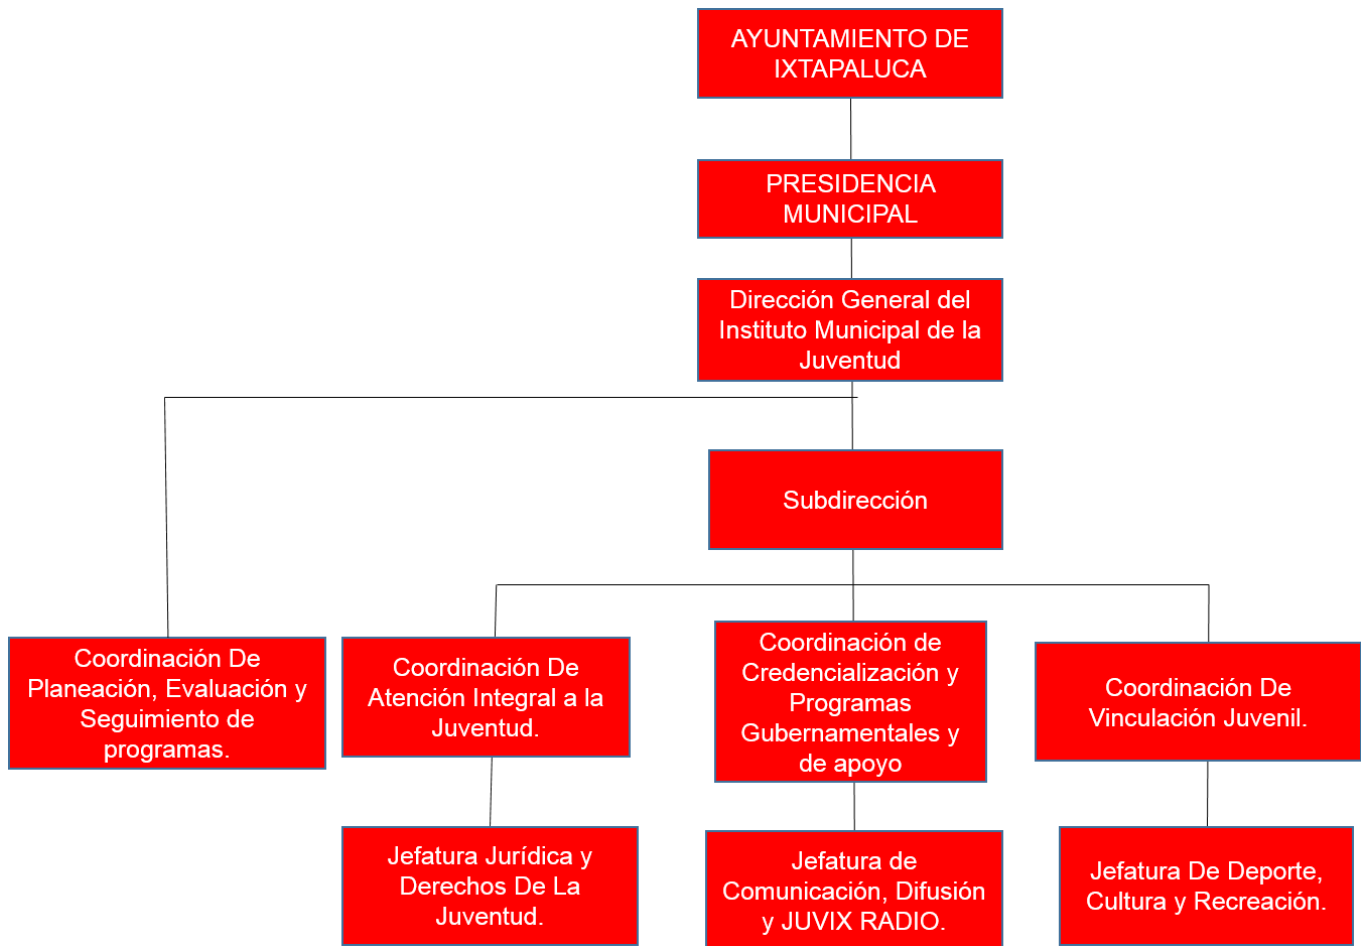 AYUNTAMIENTO DE
IXTAPALUCA
PRESIDENCIA
MUNICIPAL
Dirección General del
Instituto Municipal de la
Juventud
Subdirección
Coordinación De
Planeación, Evaluación y
Seguimiento de
programas.
Coordinación De
Atención Integral a la
Juventud.
Coordinación de
Credencialización y
Programas
Gubernamentales y
de apoyo
Coordinación De
Vinculación Juvenil.
Jefatura Jurídica y
Derechos De La
Juventud.
Jefatura de
Comunicación, Difusión
y JUVIX RADIO.
Jefatura De Deporte,
Cultura y Recreación.